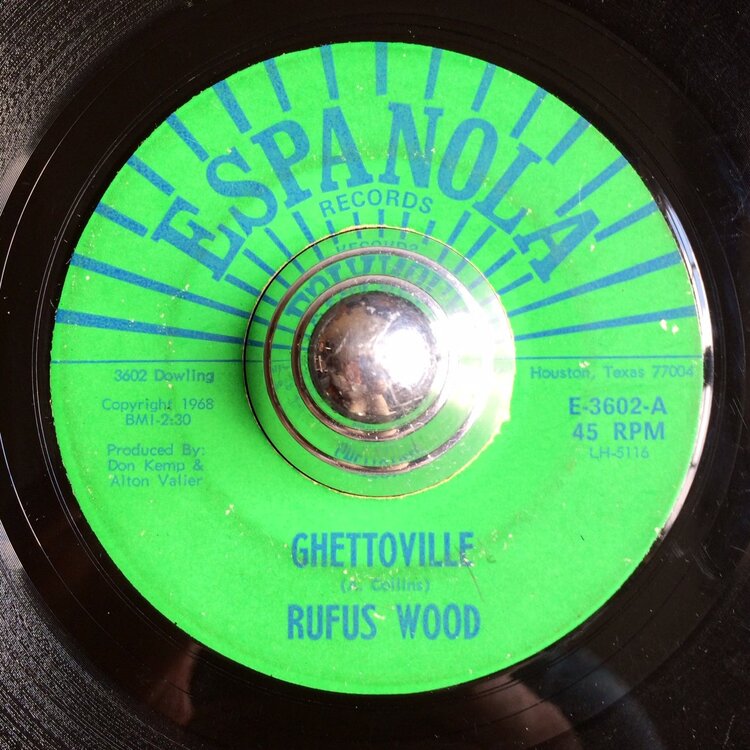 ESPANOLA
RECORDS
3602 Dowling
Houston, Texas 77004
Copyright 1968
BMI-2:30
Produced By:
Don Kemp &
Alton Valier
E-3602-A
45 RPM
LH-5116
GHETTOVILLE
Collins)
RUFUS WOOD